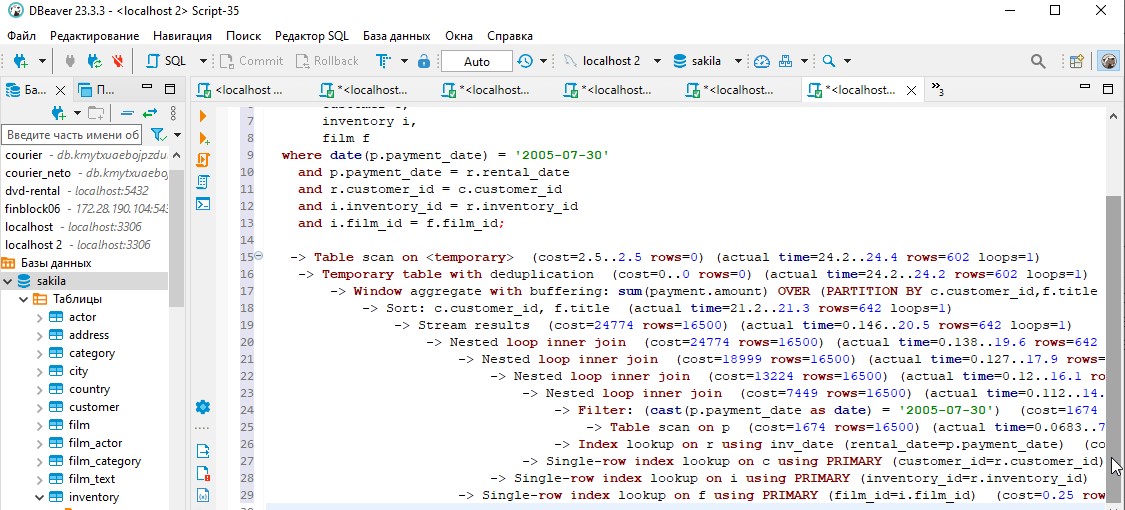 DBeaver 23.3.3 - <localhost 2> Script-35
Файл Редактирование Навигация Поиск Редактор SQL База данных Окна Справка
SQL Commit Rollback T Auto localhost 2 sakila
Ба... П... <localhost ... *<localhost... *<localhost... *<localhost... *<localhost... *<localhost... »3
Введите часть имени об
courier - db.kmytxuaebojpzdu
courier_neto - db.kmytxuaeboj
dvd-rental - localhost:5432
finblock06 - 172.28.190.104:543
localhost - localhost:3306
localhost 2 - localhost:3306
Базы данных
sakila
Таблицы
actor
address
category
city
country
customer
film
film_actor
film_category
film_text
inventory
7 inventory i,
8 film f
9 where date(p.payment_date) = '2005-07-30'
10 and p.payment_date = r.rental_date
11 and r.customer_id = c.customer_id
12 and i.inventory_id = r.inventory_id
13 and i.film_id = f.film_id;
14
15 -> Table scan on <temporary> (cost=2.5..2.5 rows=0) (actual time=24.2..24.4 rows=602 loops=1)
16 -> Temporary table with deduplication (cost=0..0 rows=0) (actual time=24.2..24.2 rows=602 loops=1)
17 -> Window aggregate with buffering: sum(payment.amount) OVER (PARTITION BY c.customer_id,f.title
18 -> Sort: c.customer_id, f.title (actual time=21.2..21.3 rows=642 loops=1)
19 -> Stream results (cost=24774 rows=16500) (actual time=0.146..20.5 rows=642 loops=1)
20 -> Nested loop inner join (cost=24774 rows=16500) (actual time=0.138..19.6 rows=642
21 -> Nested loop inner join (cost=18999 rows=16500) (actual time=0.127..17.9 rows=
22 -> Nested loop inner join (cost=13224 rows=16500) (actual time=0.12..16.1 ro
23 -> Nested loop inner join (cost=7449 rows=16500) (actual time=0.112..14.
24 -> Filter: (cast(p.payment_date as date) = '2005-07-30') (cost=1674
25 -> Table scan on p (cost=1674 rows=16500) (actual time=0.0683..7
26 -> Index lookup on r using inv_date (rental_date=p.payment_date) (co
27 -> Single-row index lookup on c using PRIMARY (customer_id=r.customer_id)
28 -> Single-row index lookup on i using PRIMARY (inventory_id=r.inventory_id)
29 -> Single-row index lookup on f using PRIMARY (film_id=i.film_id) (cost=0.25 row